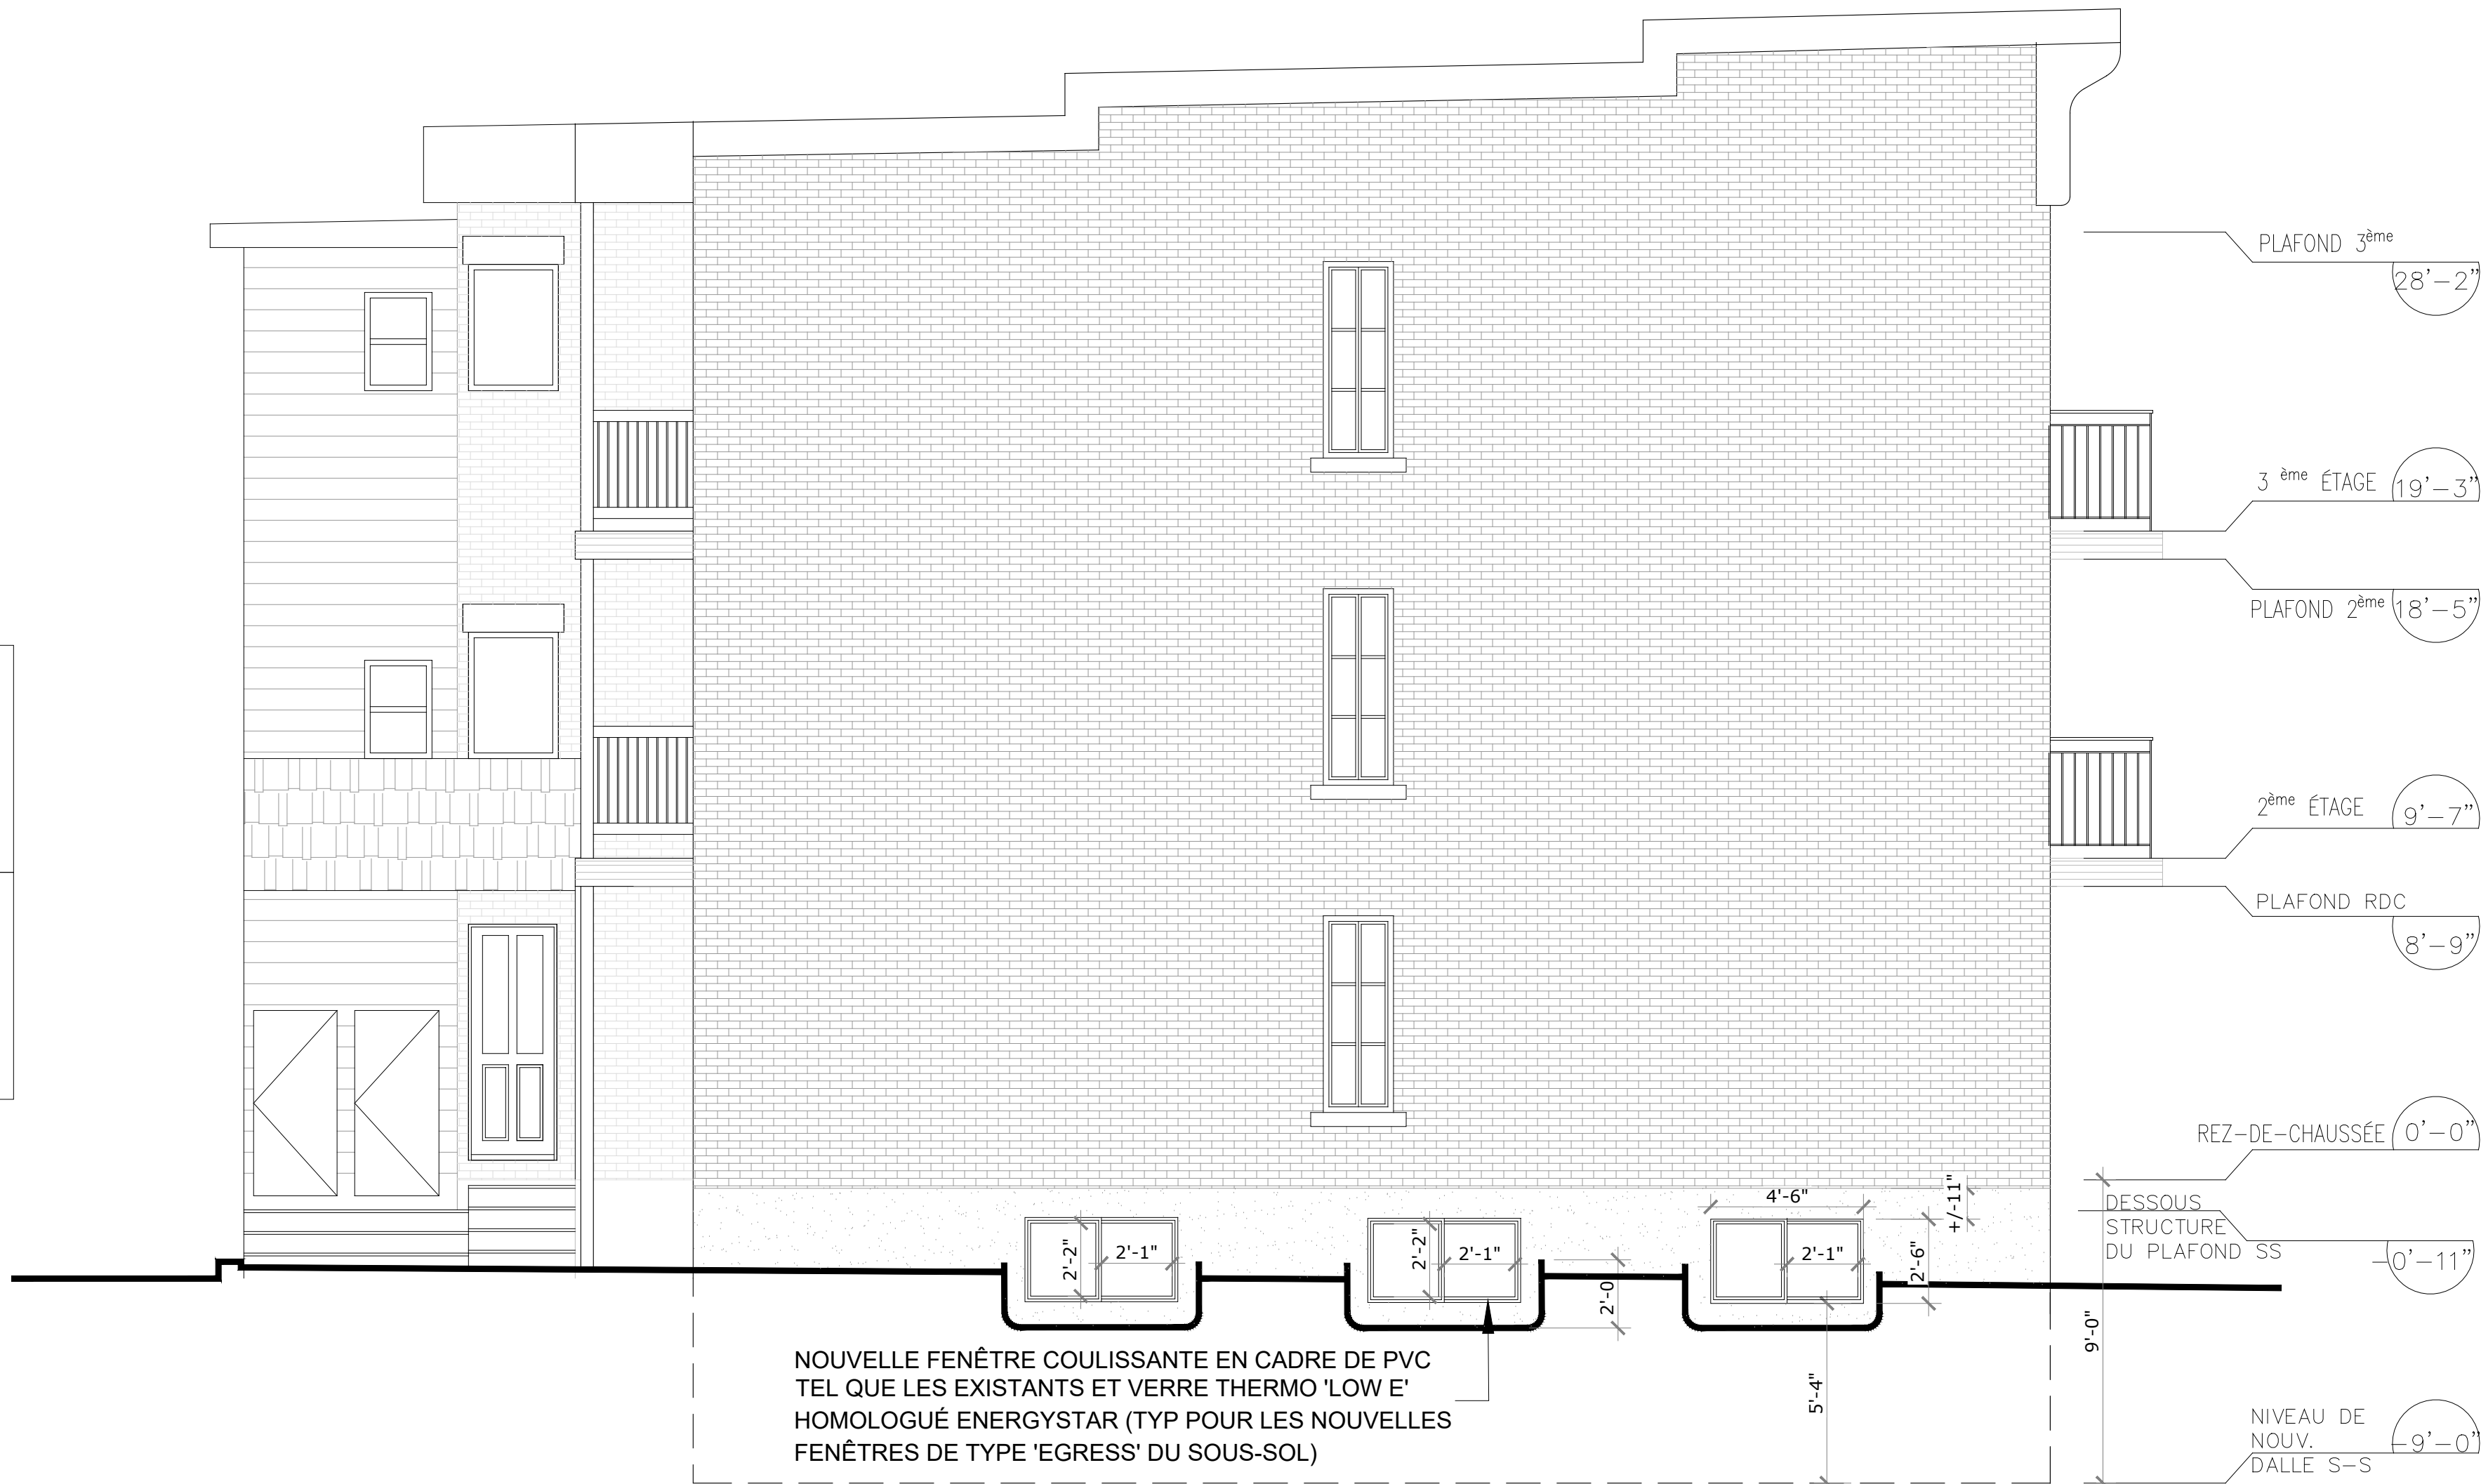 PLAFOND 3ème
28'-2"
3 ème ÉTAGE
19'-3"
PLAFOND 2ème
18'-5"
2ème ÉTAGE
9'-7"
PLAFOND RDC
8'-9"
REZ-DE-CHAUSSÉE
0'-0"
DESSOUS
STRUCTURE
DU PLAFOND SS
-0'-11"
4'-6"
+/-11"
2'-2"
2'-1"
2'-2"
2'-1"
2'-1"
2'-6"
2'-0
9'-0"
5'-4"
NOUVELLE FENÊTRE COULISSANTE EN CADRE DE PVC
TEL QUE LES EXISTANTS ET VERRE THERMO 'LOW E'
HOMOLOGUÉ ENERGYSTAR (TYP POUR LES NOUVELLES
FENÊTRES DE TYPE 'EGRESS' DU SOUS-SOL)
NIVEAU DE
NOUV.
DALLE S-S
-9'-0"